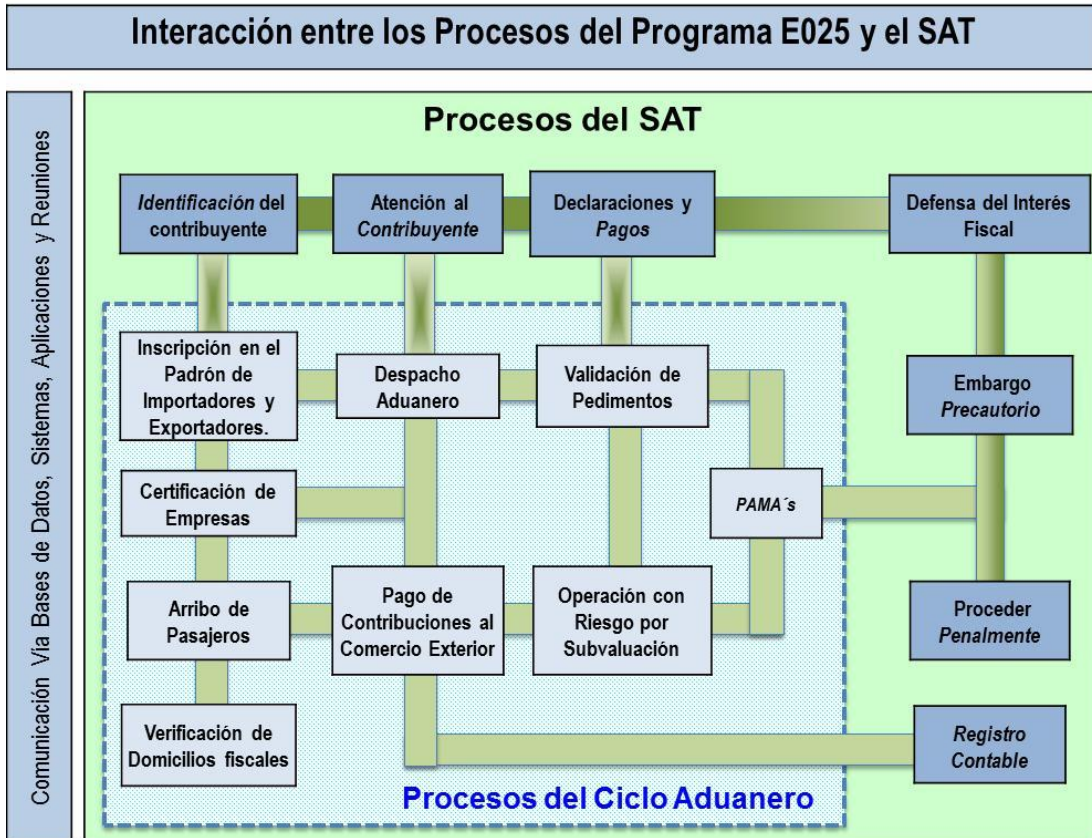 Interacción entre los Procesos del Programa E025 y el SAT
Comunicación Via Bases de Datos, Sistemas, Aplicaciones y Reuniones
Procesos del SAT
Identificación del
contribuyente
Atención al
Contribuyente
Declaraciones y
Pagos
Defensa del Interés
Fiscal
Inscripción en el
Padrón de
Importadores y
Exportadores.
Despacho
Aduanero
Validación de
Pedimentos
Embargo
Precautorio
Certificación de
Empresas
PAMA´s
Arribo de
Pasajeros
Pago de
Contribuciones al
Comercio Exterior
Operación con
Riesgo por
Subvaluación
Proceder
Penalmente
Verificación de
Domicilios fiscales
Registro
Contable
Procesos del Ciclo Aduanero